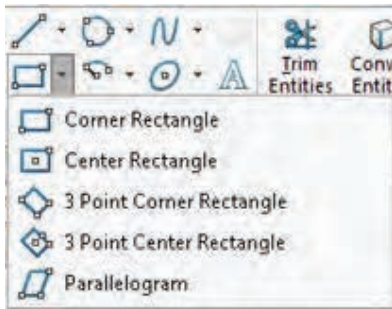 Trim
Entities
Conv
Entit
Corner Rectangle
Center Rectangle
3 Point Corner Rectangle
3 Point Center Rectangle
Parallelogram